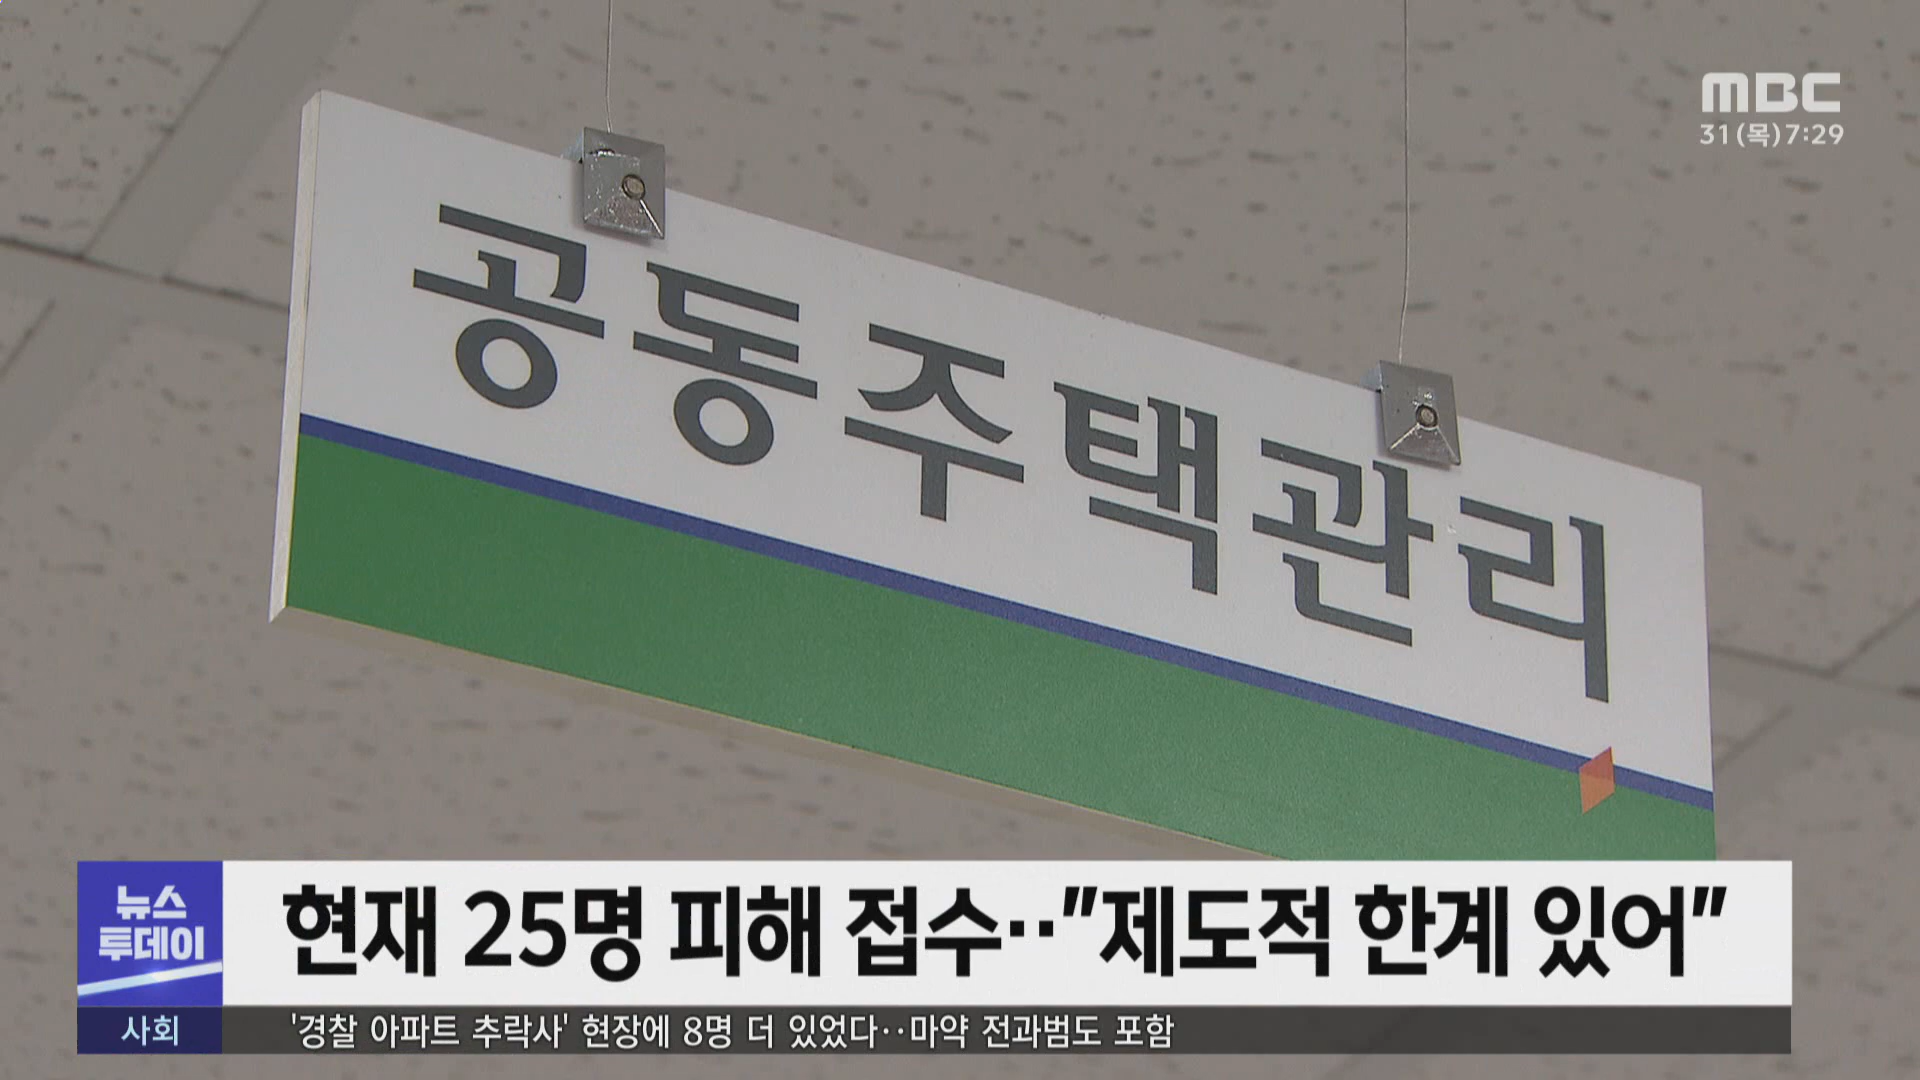 MBC
31(목)7:29
공동주택관리
뉴스
투데이
현재 25명 피해 접수‥"제도적 한계 있어"
사회
'경찰 아파트 추락사' 현장에 8명 더 있었다‥마약 전과범도 포함